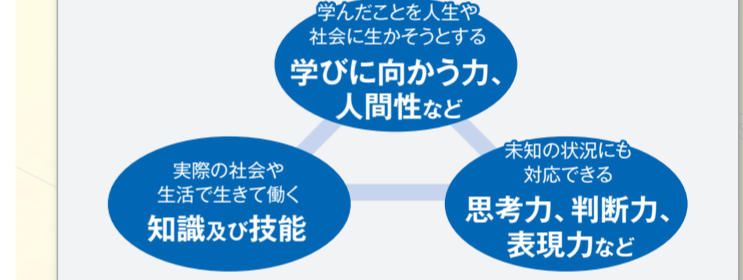 学んだことを人生や
社会に生かそうとする
学びに向かう力、
人間性など
実際の社会や
生活で生きて働く
知識及び技能
未知の状況にも
対応できる
思考力、判断力、
表現力など